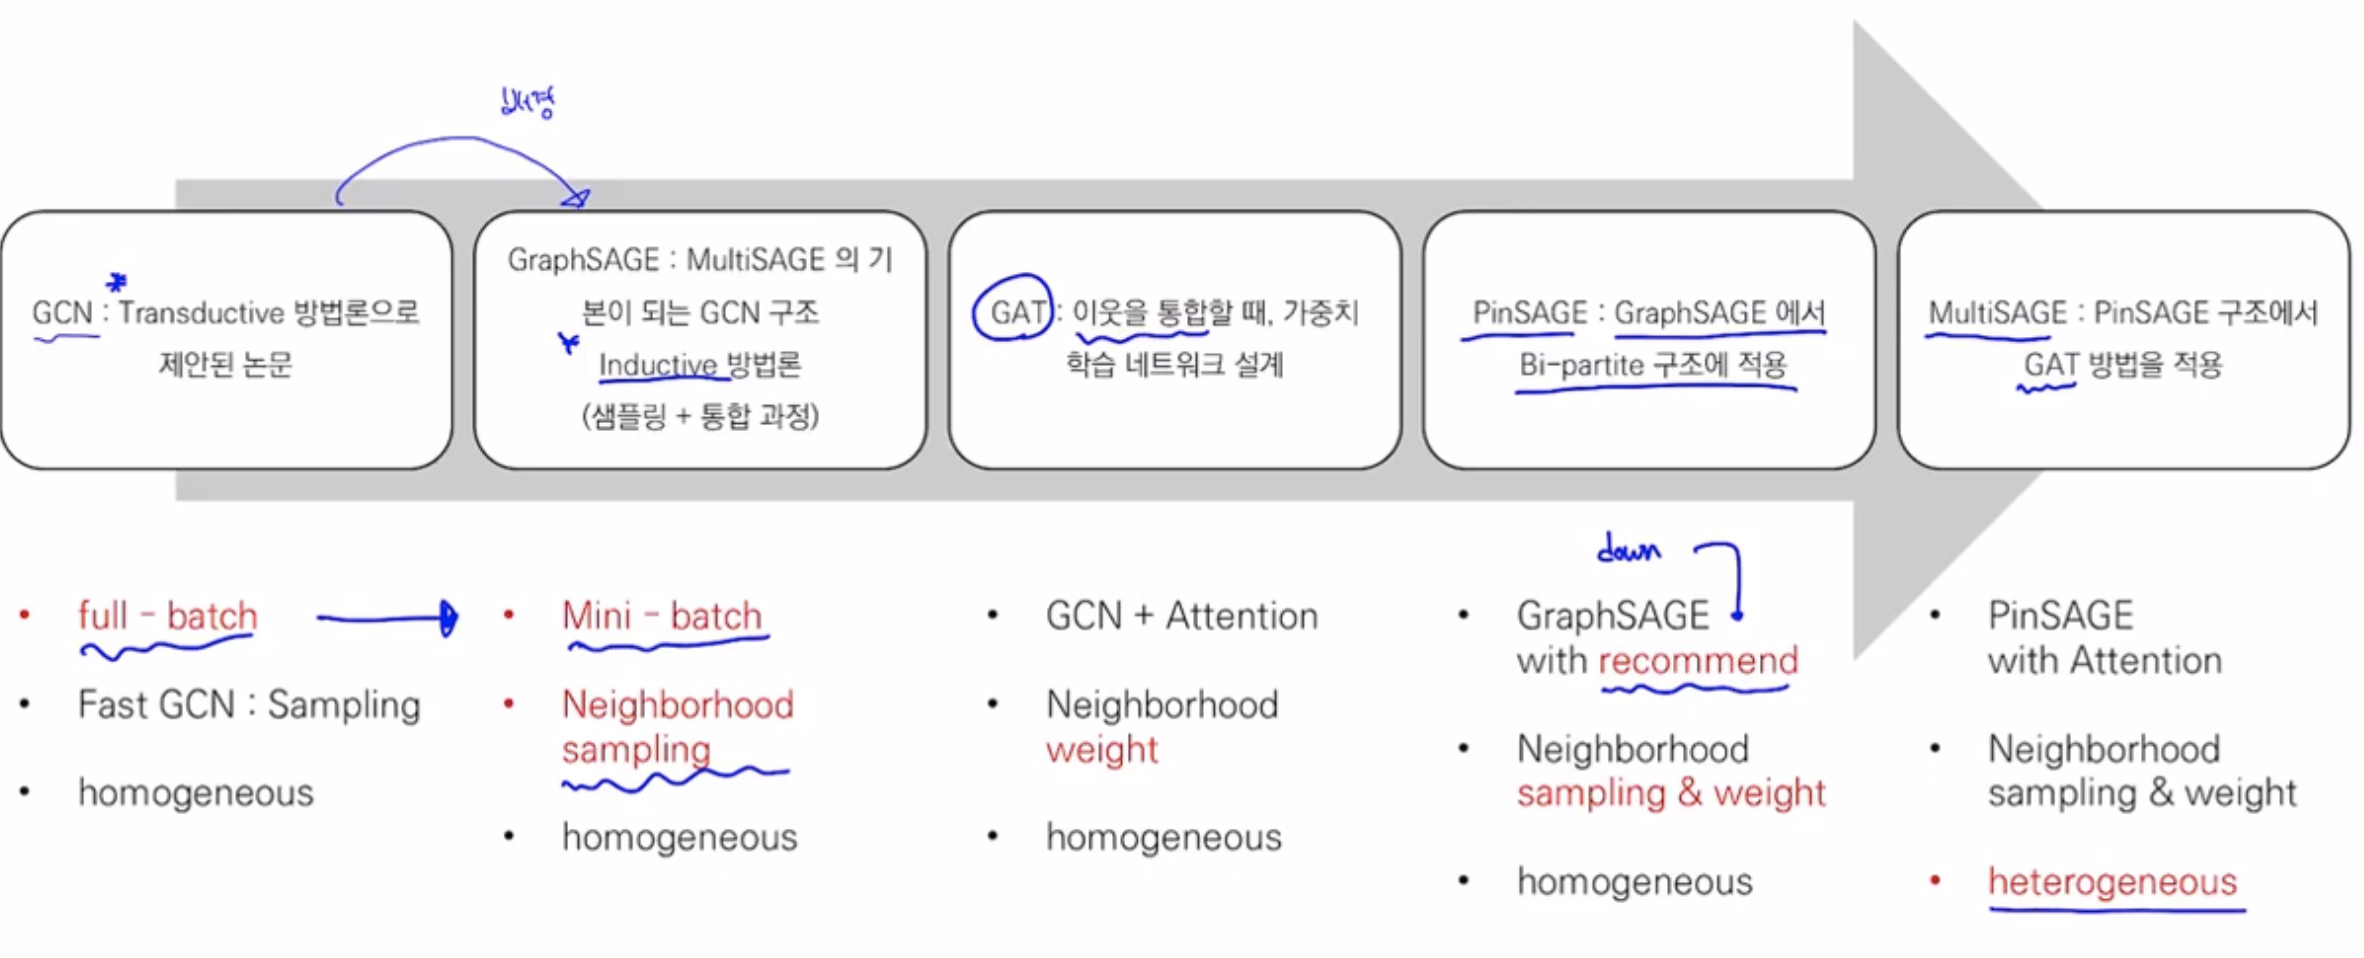 GCN : Transductive 방법론으로
제안된 논문
GraphSAGE : MultiSAGE 의 기
본이 되는 GCN 구조
Inductive 방법론
(샘플링 + 통합 과정)
GAT : 이웃을 통합할 때, 가중치
학습 네트워크 설계
PinSAGE : GraphSAGE 에서
Bi-partite 구조에 적용
MultiSAGE : PinSAGE 구조에서
GAT 방법을 적용
• full - batch
• Fast GCN : Sampling
• homogeneous
• Mini - batch
• Neighborhood
sampling
• homogeneous
• GCN + Attention
• Neighborhood
weight
• homogeneous
down
• GraphSAGE
with recommend
• Neighborhood
sampling & weight
• homogeneous
• PinSAGE
with Attention
• Neighborhood
sampling & weight
• heterogeneous